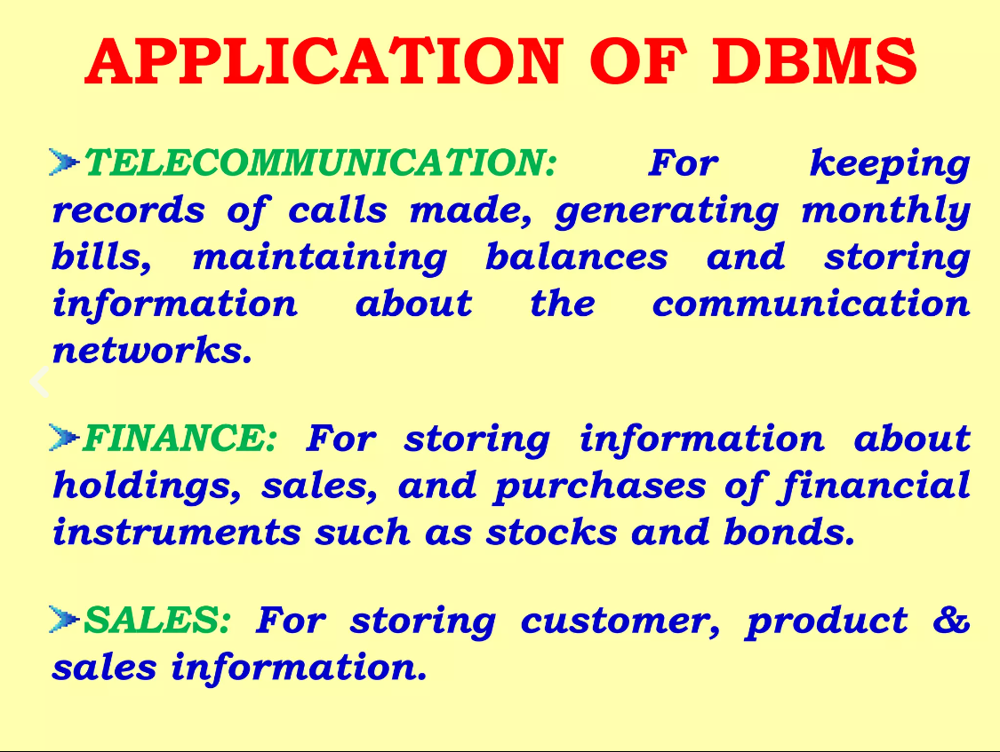 APPLICATION OF DBMS
TELECOMMUNICATION: For keeping
records of calls made, generating monthly
bills, maintaining balances and storing
information about the communication
networks.
FINANCE: For storing information about
holdings, sales, and purchases of financial
instruments such as stocks and bonds.
SALES: For storing customer, product &
sales information.